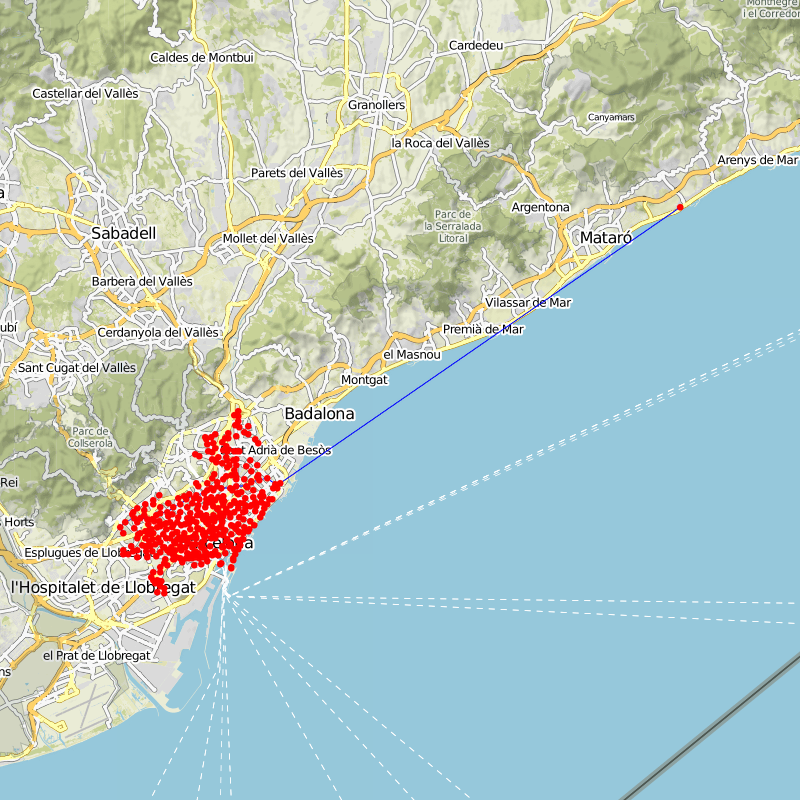 Montnegre
i el Corredor
Cardedeu
Caldes de Montbui
Castellar del Vallès
Granollers
Canyamars
la Roca del Vallès
Arenys de Mar
Parets del Vallès
a
Argentona
Parc de
la Serralada
Litoral
Sabadell
Mollet del Vallès
Mataró
Barberà del Vallès
Vilassar de Mar
ubí
Cerdanyola del Vallès
Premià de Mar
el Masnou
Sant Cugat del Vallès
Montgat
Badalona
Parc de
Collserola
t Adrià de Besòs
Rei
Horts
Esplugues de Llobregat
l'Hospitalet de Llobregat
el Prat de Llobregat
ns